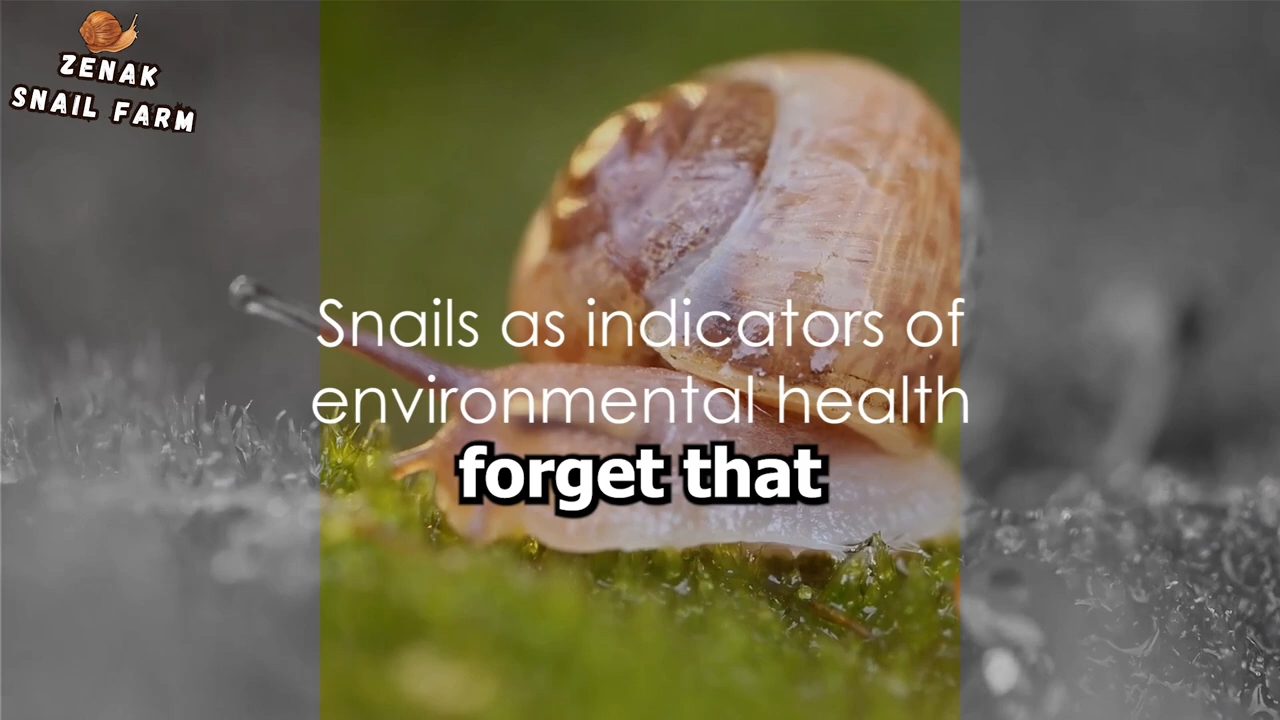 ZENAK
SNAIL FARM
Snails as indicators of
environmental health
forget that